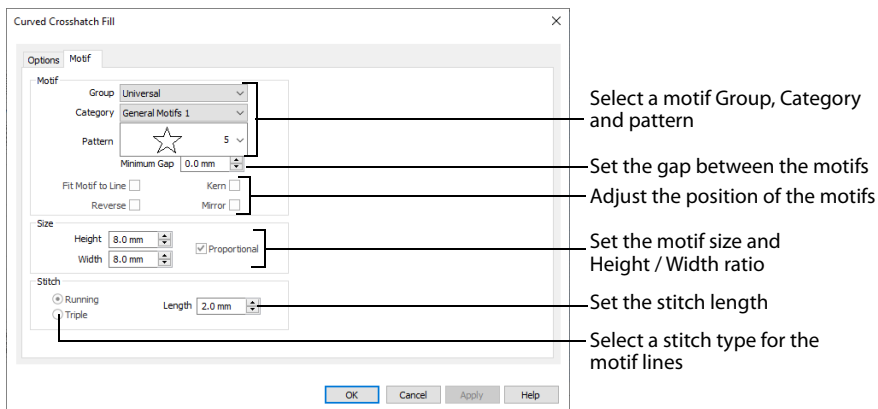 Curved Crosshatch Fill
Options Motif
Motif
Group Universal
Category General Motifs 1
Pattern 5
Minimum Gap 0.0 mm
Fit Motif to Line Kern
Reverse Mirror
Size
Height 8.0 mm
Width 8.0 mm
Proportional
Stitch
Running
Triple
Length 2.0 mm
OK Cancel Apply Help
Select a motif Group, Category
and pattern
Set the gap between the motifs
Adjust the position of the motifs
Set the motif size and
Height / Width ratio
Set the stitch length
Select a stitch type for the
motif lines